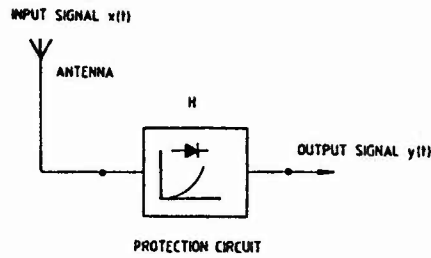 INPUT SIGNAL x(t)
ANTENNA
H
OUTPUT SIGNAL y(t)
PROTECTION CIRCUIT